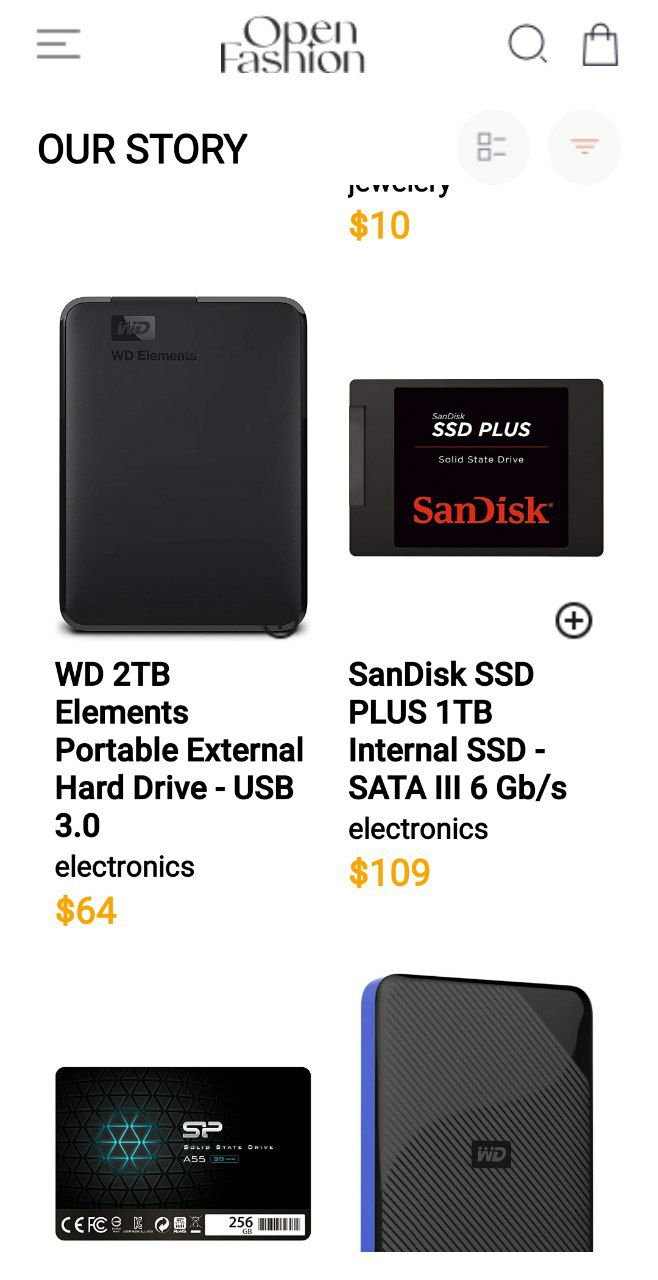 Open
Fashion
OUR STORY
jewelery
$10
WD
WD Elements
SanDisk
SSD PLUS
Solid State Drive
SanDisk
WD 2TB
Elements
Portable External
Hard Drive - USB
3.0
electronics
$64
SanDisk SSD
PLUS 1TB
Internal SSD -
SATA III 6 Gb/s
electronics
$109
SP
SOLID STATE DRIVE
A55
256
GB
WD